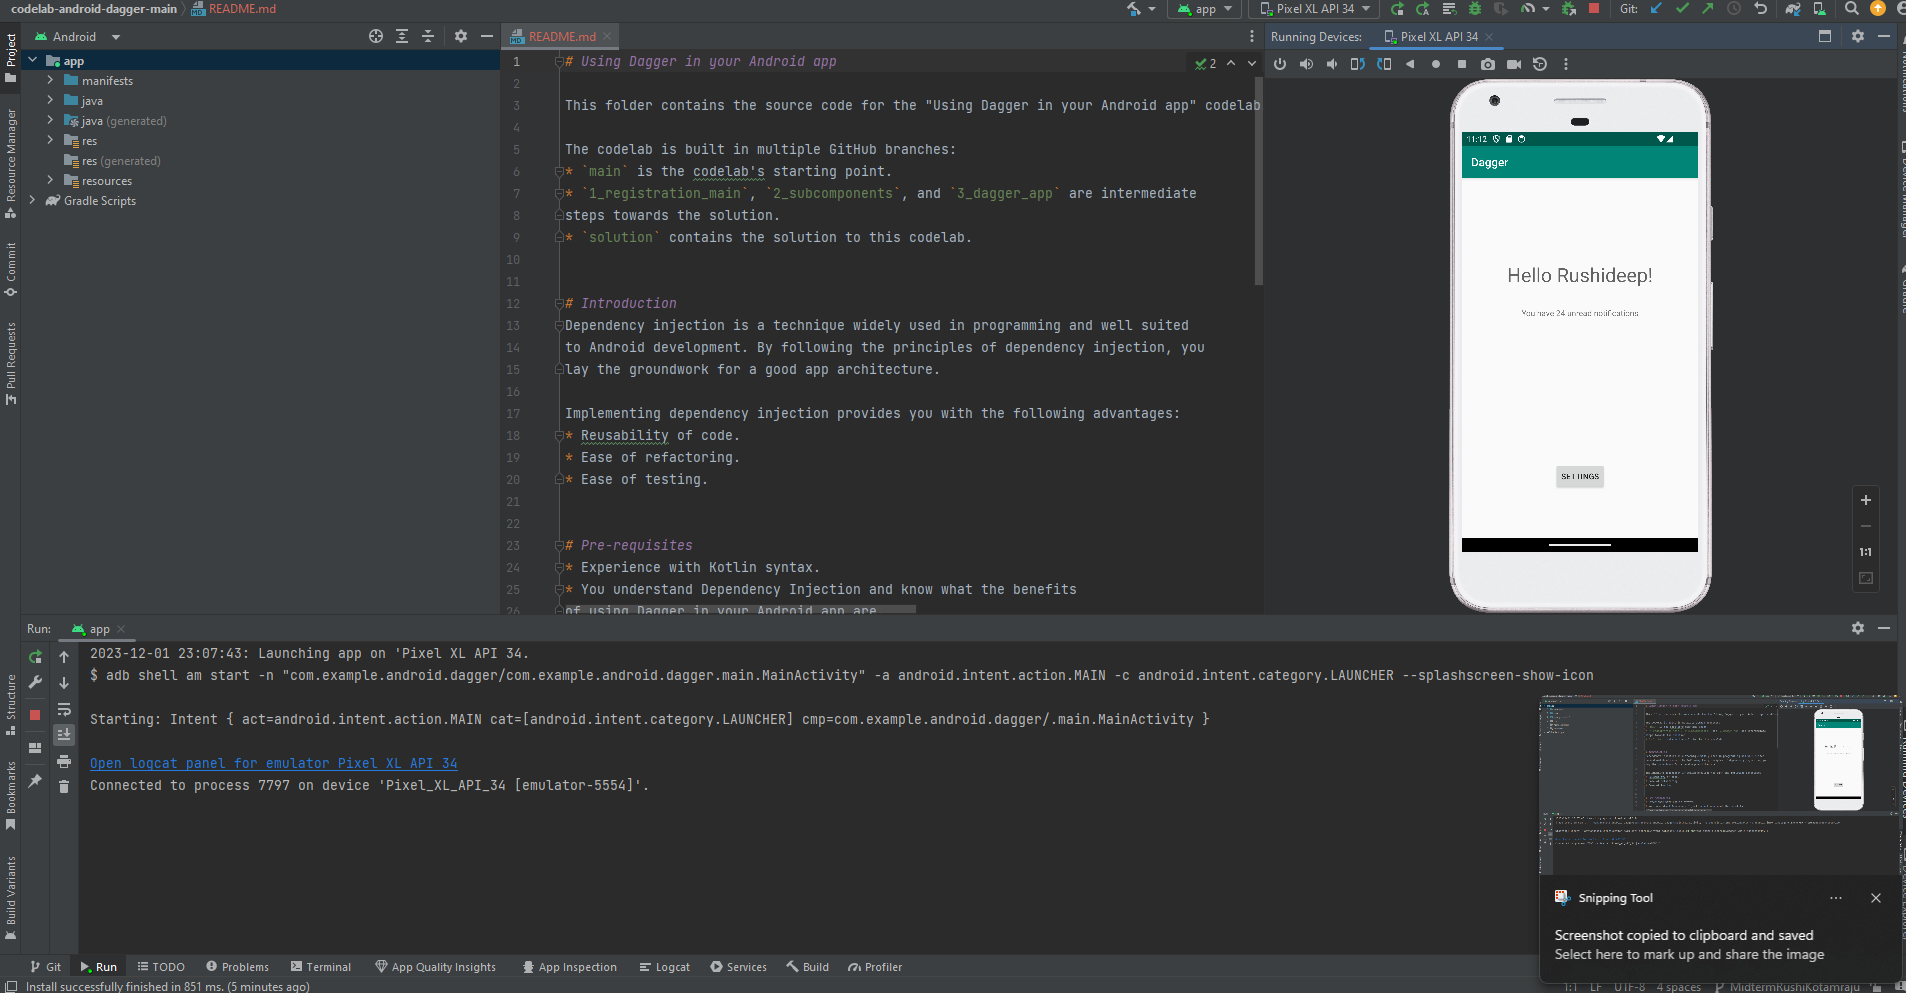 codelab-android-dagger-main
README.md
app
Pixel XL API 34
Git:
Android
README.md
Running Devices:
Pixel XL API 34
Project
Resource Manager
Commit
Pull Requests
Structure
Bookmarks
Build Variants
app
manifests
java
java (generated)
res
res (generated)
resources
Gradle Scripts
2
1 # Using Dagger in your Android app
2
3 This folder contains the source code for the "Using Dagger in your Android app" codelab
4
5 The codelab is built in multiple GitHub branches:
6 * `main` is the codelab's starting point.
7 * `1_registration_main`, `2_subcomponents`, and `3_dagger_app` are intermediate
8 steps towards the solution.
9 * `solution` contains the solution to this codelab.
10
11
12 # Introduction
13 Dependency injection is a technique widely used in programming and well suited
14 to Android development. By following the principles of dependency injection, you
15 lay the groundwork for a good app architecture.
16
17 Implementing dependency injection provides you with the following advantages:
18 * Reusability of code.
19 * Ease of refactoring.
20 * Ease of testing.
21
22
23 # Pre-requisites
24 * Experience with Kotlin syntax.
25 * You understand Dependency Injection and know what the benefits
26 of using Dagger in your Android app are
11:12
Dagger
Hello Rushideep!
You have 24 unread notifications
SETTINGS
1:1
Run:
app
2023-12-01 23:07:43: Launching app on 'Pixel XL API 34.
$ adb shell am start -n "com.example.android.dagger/com.example.android.dagger.main.MainActivity" -a android.intent.action.MAIN -c android.intent.category.LAUNCHER --splashscreen-show-icon
Starting: Intent { act=android.intent.action.MAIN cat=[android.intent.category.LAUNCHER] cmp=com.example.android.dagger/.main.MainActivity }
Open logcat panel for emulator Pixel XL API 34
Connected to process 7797 on device 'Pixel_XL_API_34 [emulator-5554]'.
Snipping Tool
Screenshot copied to clipboard and saved
Select here to mark up and share the image
Git
Run
TODO
Problems
Terminal
App Quality Insights
App Inspection
Logcat
Services
Build
Profiler
Install successfully finished in 851 ms. (5 minutes ago)
1:1
LF
UTF-8
4 spaces
MidtermRushiKotamraju